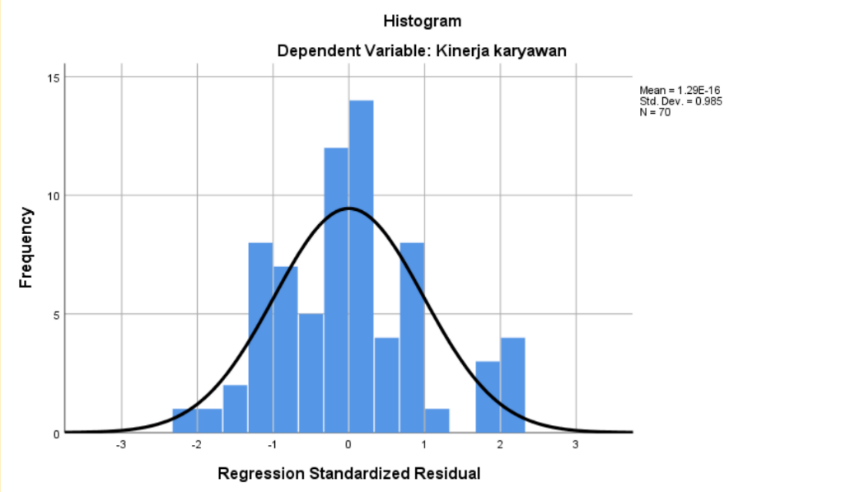 Histogram
Dependent Variable: Kinerja karyawan
Mean = 1.29E-16
Std. Dev. = 0.985
N = 70
Frequency
15
10
5
0
-3 -2 -1 0 1 2 3
Regression Standardized Residual